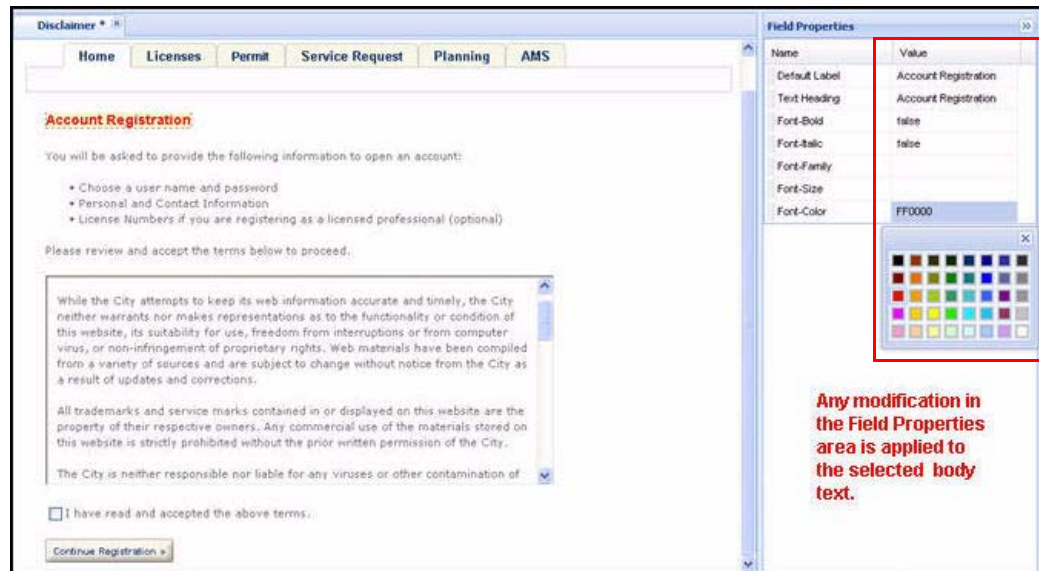 Disclaimer *
Home Licenses Permit Service Request Planning AMS
Account Registration
You will be asked to provide the following information to open an account:
• Choose a user name and password
• Personal and Contact Information
• License Numbers if you are registering as a licensed professional (optional)
Please review and accept the terms below to proceed.
While the City attempts to keep its web information accurate and timely, the City
neither warrants nor makes representations as to the functionality or condition of
this website, its suitability for use, freedom from interruptions or from computer
virus, or non-infringement of proprietary rights. Web materials have been compiled
from a variety of sources and are subject to change without notice from the City as
a result of updates and corrections.
All trademarks and service marks contained in or displayed on this website are the
property of their respective owners. Any commercial use of the materials stored on
this website is strictly prohibited without the prior written permission of the City.
The City is neither responsible nor liable for any viruses or other contamination of
I have read and accepted the above terms.
Continue Registration »
Field Properties »
Name Value
Default Label Account Registration
Text Heading Account Registration
Font-Bold false
Font-Italic false
Font-Family
Font-Size
Font-Color FF0000
Any modification in
the Field Properties
area is applied to
the selected body
text.